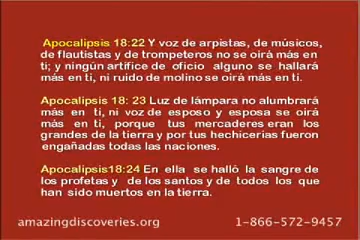 Apocalipsis 18:22 Y voz de arpistas, de músicos,
de flautistas y de trompeteros no se oirá más en
ti; y ningún artífice de oficio alguno se hallará
más en ti, ni ruido de molino se oirá más en ti.
Apocalipsis 18: 23 Luz de lámpara no alumbrará
más en ti, ni voz de esposo y esposa se oirá
más en ti, porque tus mercaderes eran los
grandes de la tierra y por tus hechicerias fueron
engañadas todas las naciones.
Apocalipsis18:24 En ella se halló la sangre de
los profetas y de los santos y de todos los que
han sido muertos en la tierra.
amazingdiscoveries.org 1-866-572-9457